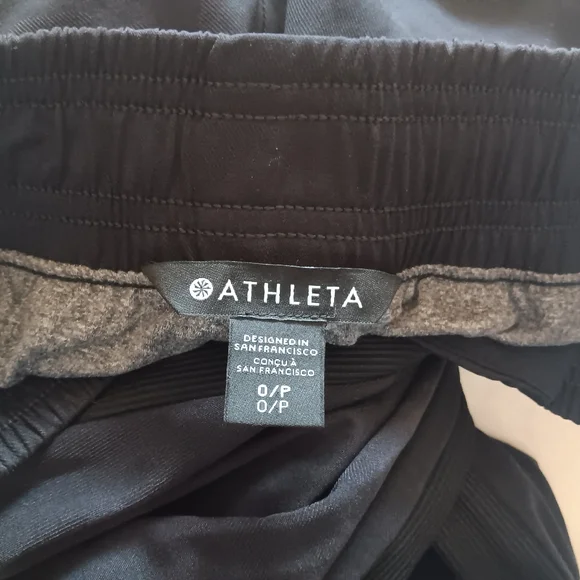 ATHLETA
DESIGNED IN
SAN FRANCISCO
CONÇU À
SAN FRANCISCO
0/P
0/P